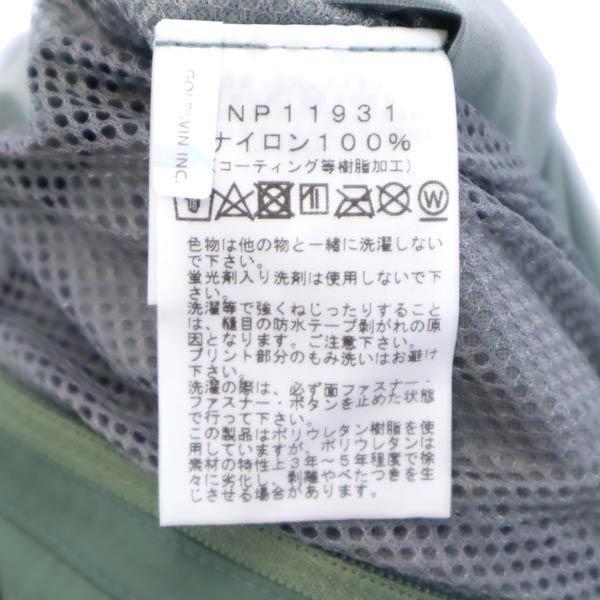 GOLDWIN INC.
NP11931
ナイロン100%
(コーティング等樹脂加工)
色物は他の物と一緒に洗濯しない
で下さい。
蛍光剤入り洗剤は使用しないで下
さい。
洗濯等で強くねじったりすること
は、縫目の防水テープ剥がれの原
因となります。ご注意下さい。
プリント部分のもみ洗いはお避け
下さい。
洗濯の際は、必ず面ファスナー・
ファスナー・ボタンを止めた状態
で行って下さい。
この製品はポリウレタン樹脂を使
用していますが、ポリウレタンは
素材の特性上3年～5年程度で徐
々に劣化し、剥離やべたつきを生
じさせる場合があります。